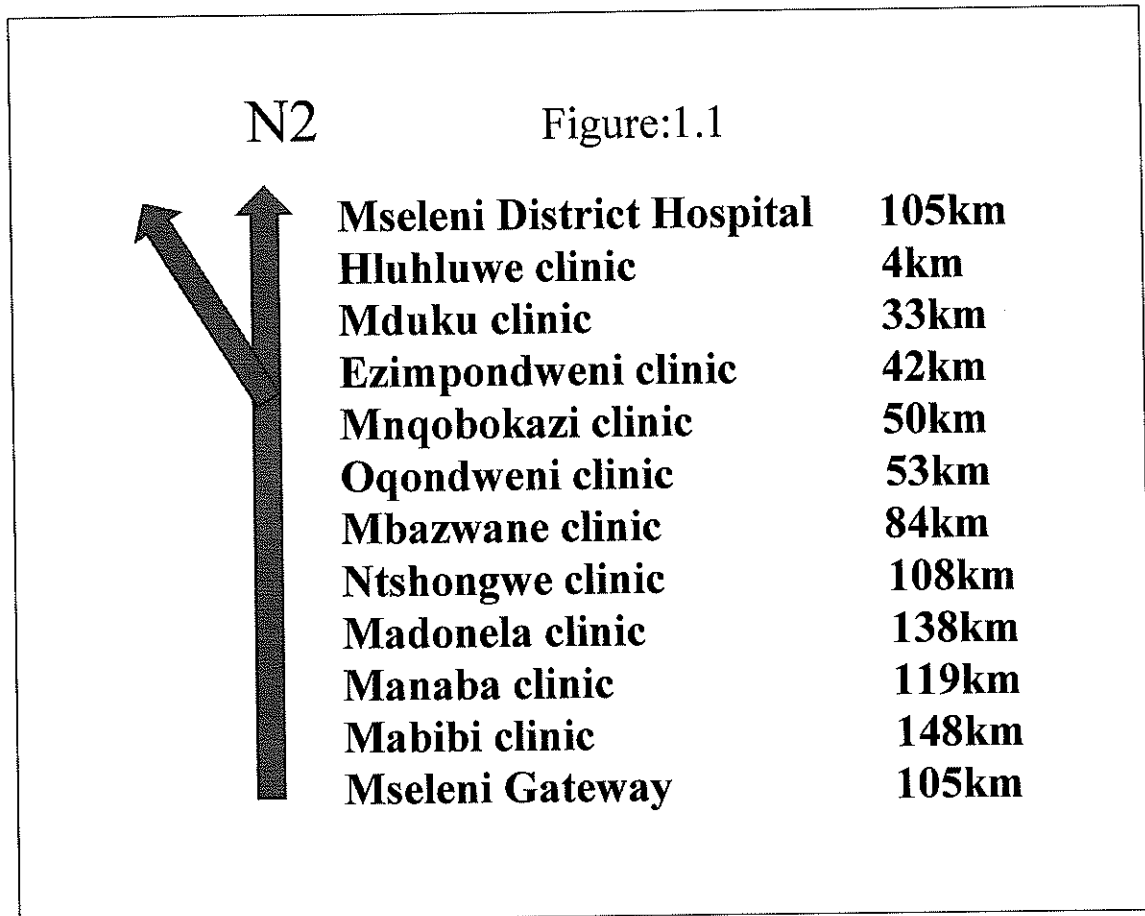 N2 Figure:1.1
Mseleni District Hospital 105km
Hluhluwe clinic 4km
Mduku clinic 33km
Ezimpondweni clinic 42km
Mnqobokazi clinic 50km
Oqondweni clinic 53km
Mbazwane clinic 84km
Ntshongwe clinic 108km
Madonela clinic 138km
Manaba clinic 119km
Mabibi clinic 148km
Mseleni Gateway 105km